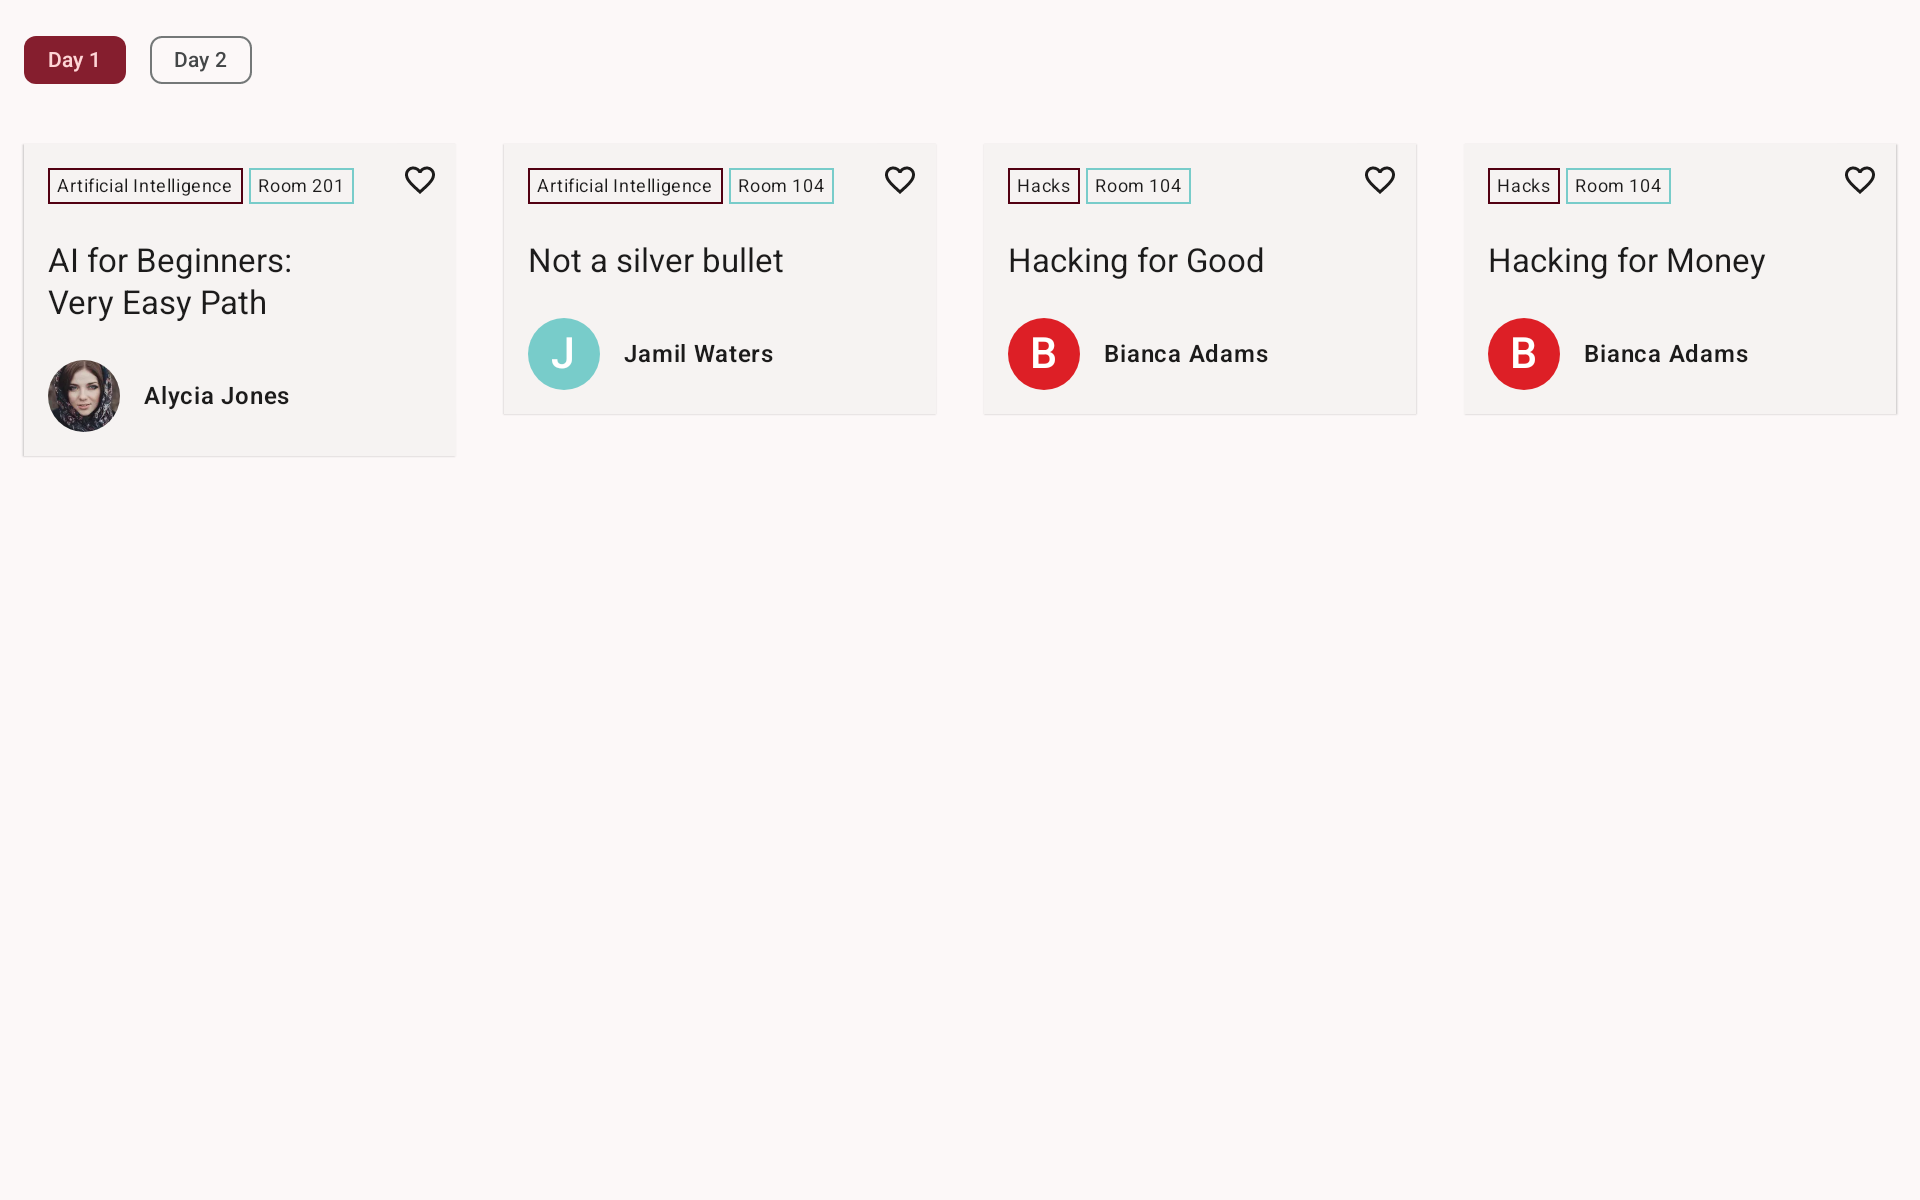 Day 1
Day 2
Artificial Intelligence
Room 201
AI for Beginners:
Very Easy Path
Alycia Jones
Artificial Intelligence
Room 104
Not a silver bullet
J
Jamil Waters
Hacks
Room 104
Hacking for Good
B
Bianca Adams
Hacks
Room 104
Hacking for Money
B
Bianca Adams